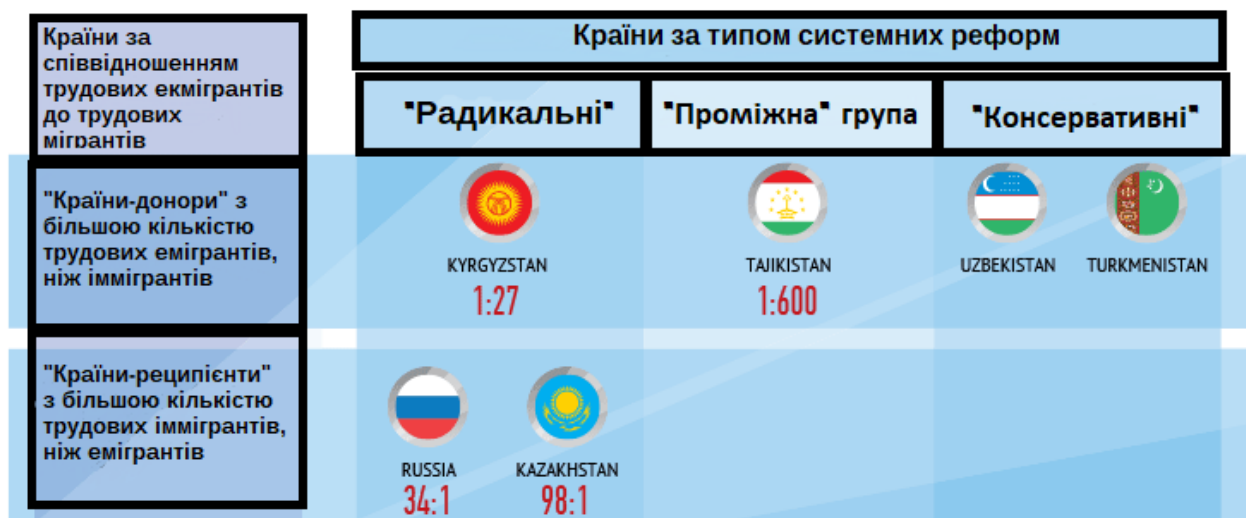 Країни за
співвідношенням
трудових екмігрантів
до трудових
мігрантів
Країни за типом системних реформ
"Радикальні"
"Проміжна" група
"Консервативні"
"Країни-донори" з
більшою кількістю
трудових емігрантів,
ніж іммігрантів
KYRGYZSTAN
1:27
TAJIKISTAN
1:600
UZBEKISTAN
TURKMENISTAN
"Країни-реципієнти"
з більшою кількістю
трудових іммігрантів,
ніж емігрантів
RUSSIA
34:1
KAZAKHSTAN
98:1